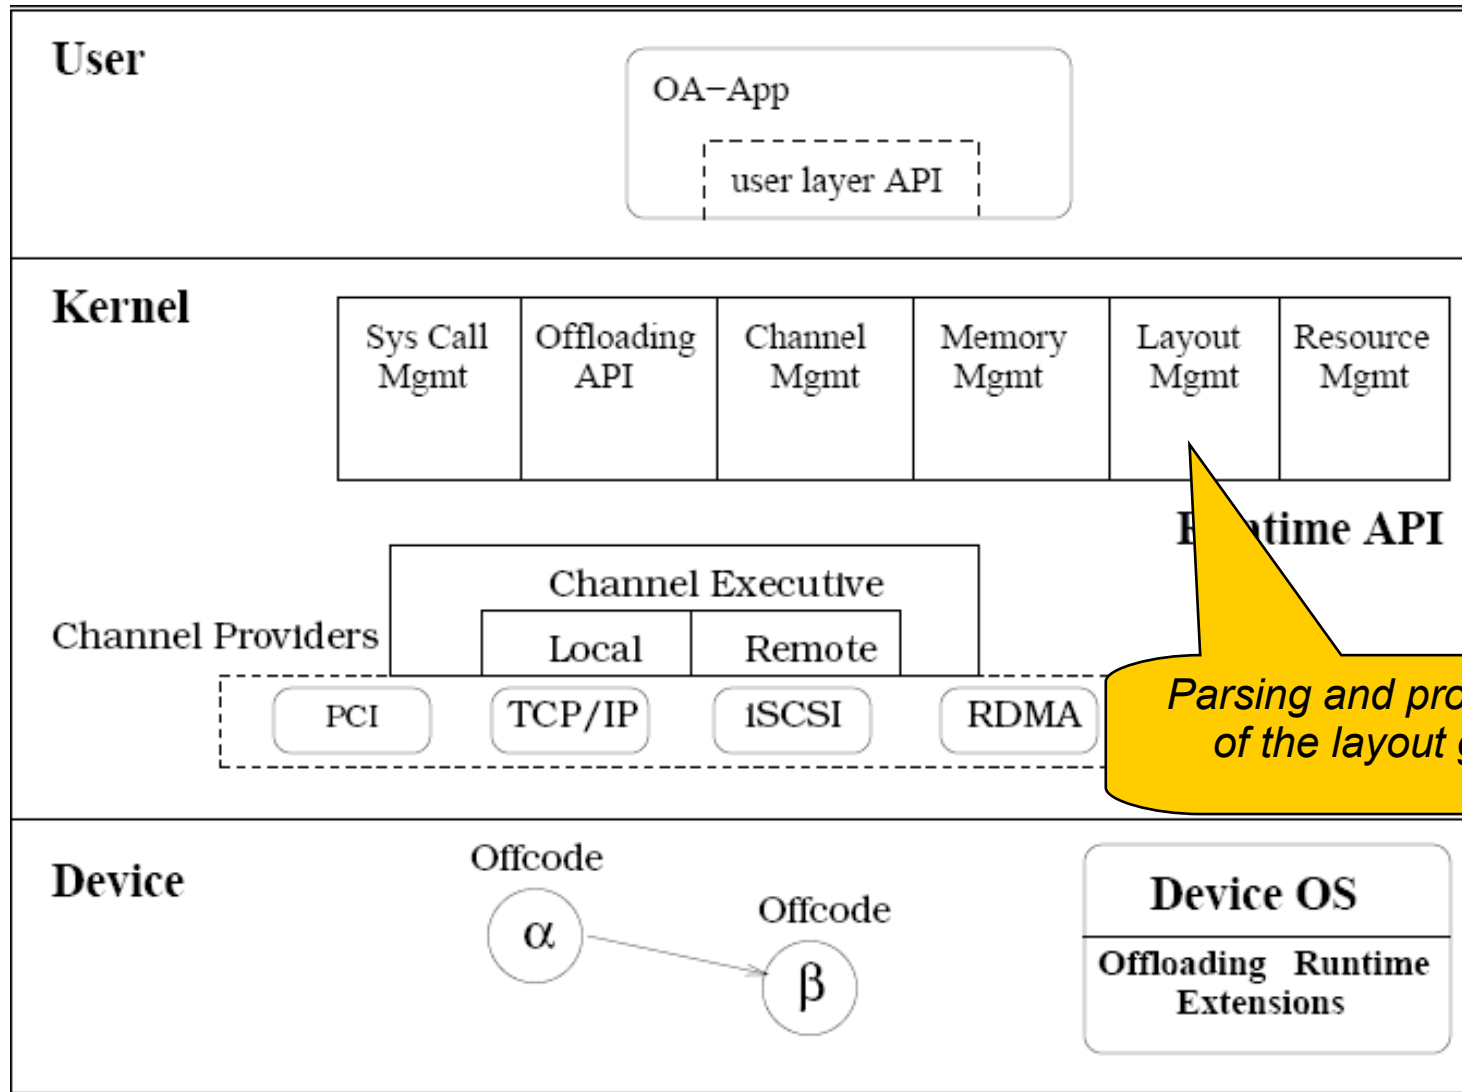 User
OA−App
user layer API
Kernel
Sys Call
Mgmt
Offloading
API
Channel
Mgmt
Memory
Mgmt
Layout
Mgmt
Resource
Mgmt
API
Channel Executive
Channel Providers
Local
Remote
PCI
TCP/IP
iSCSI
RDMA
Parsing and
of the layout
Device
Offcode
α
Offcode
β
Device OS
Offloading Runtime
Extensions